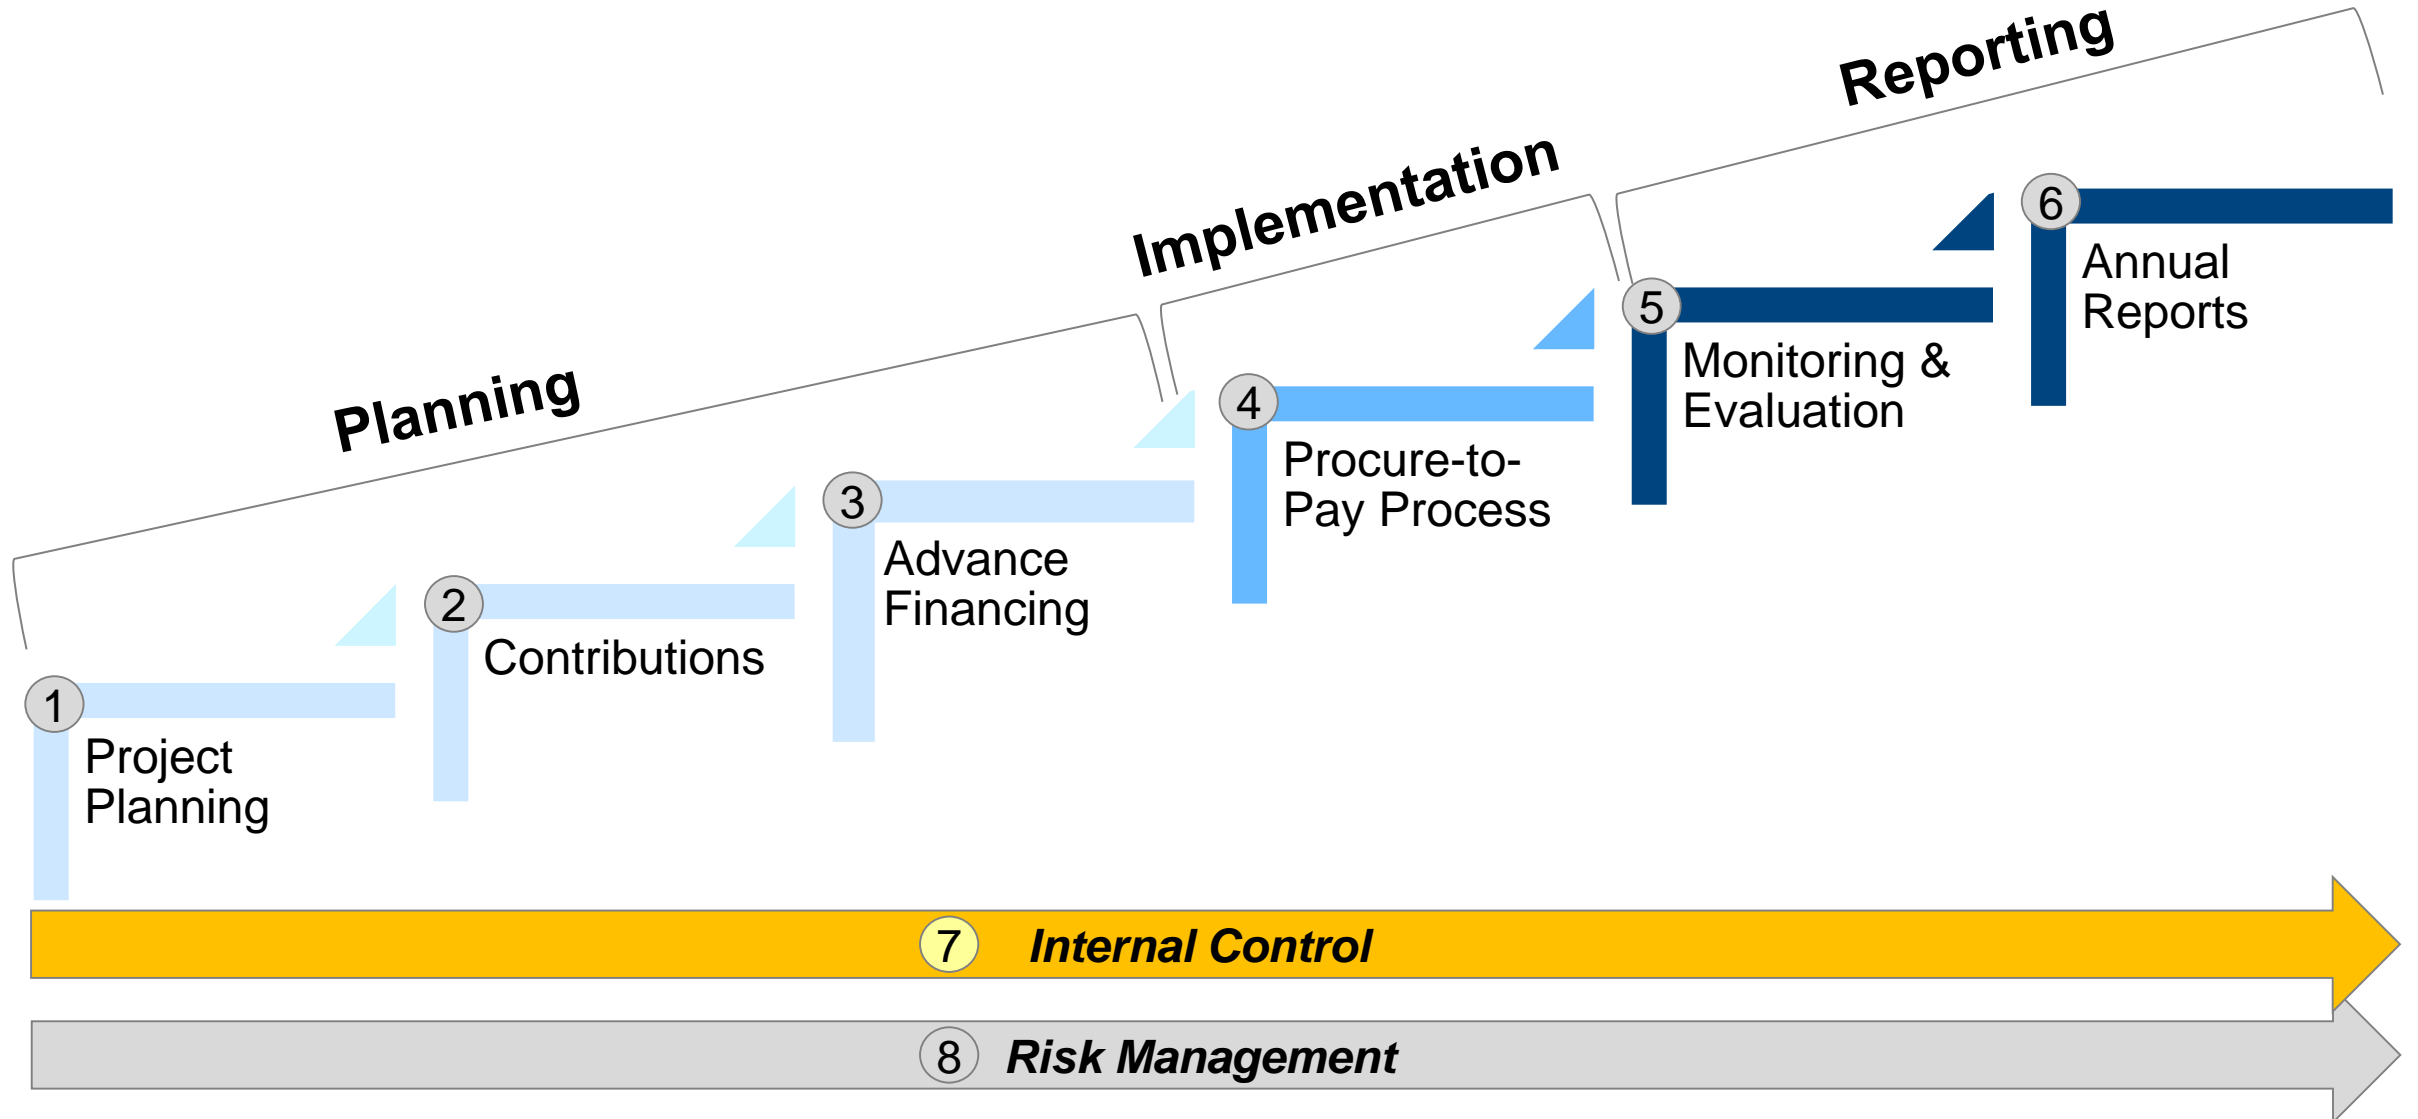 Planning
Implementation
Reporting
1
Project
Planning
2
Contributions
3
Advance
Financing
4
Procure-to-
Pay Process
5
Monitoring &
Evaluation
6
Annual
Reports
7 Internal Control
8 Risk Management